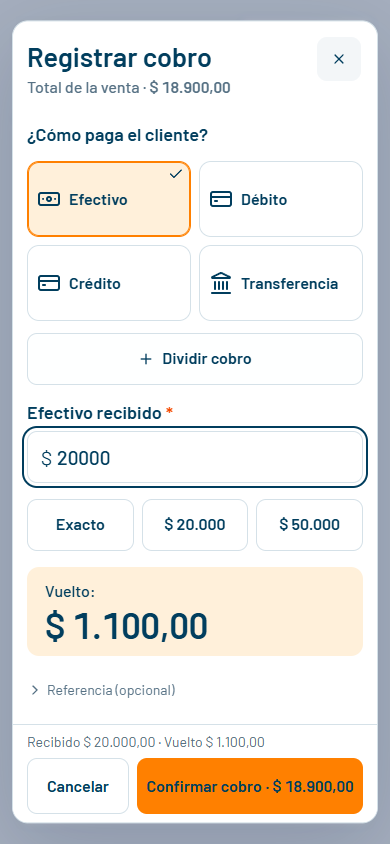 Registrar cobro
Total de la venta · $ 18.900,00
¿Cómo paga el cliente?
Efectivo
Débito
Crédito
Transferencia
+ Dividir cobro
Efectivo recibido *
$ 20000
Exacto
$ 20.000
$ 50.000
Vuelto:
$ 1.100,00
Referencia (opcional)
Recibido $ 20.000,00 · Vuelto $ 1.100,00
Cancelar
Confirmar cobro · $ 18.900,00